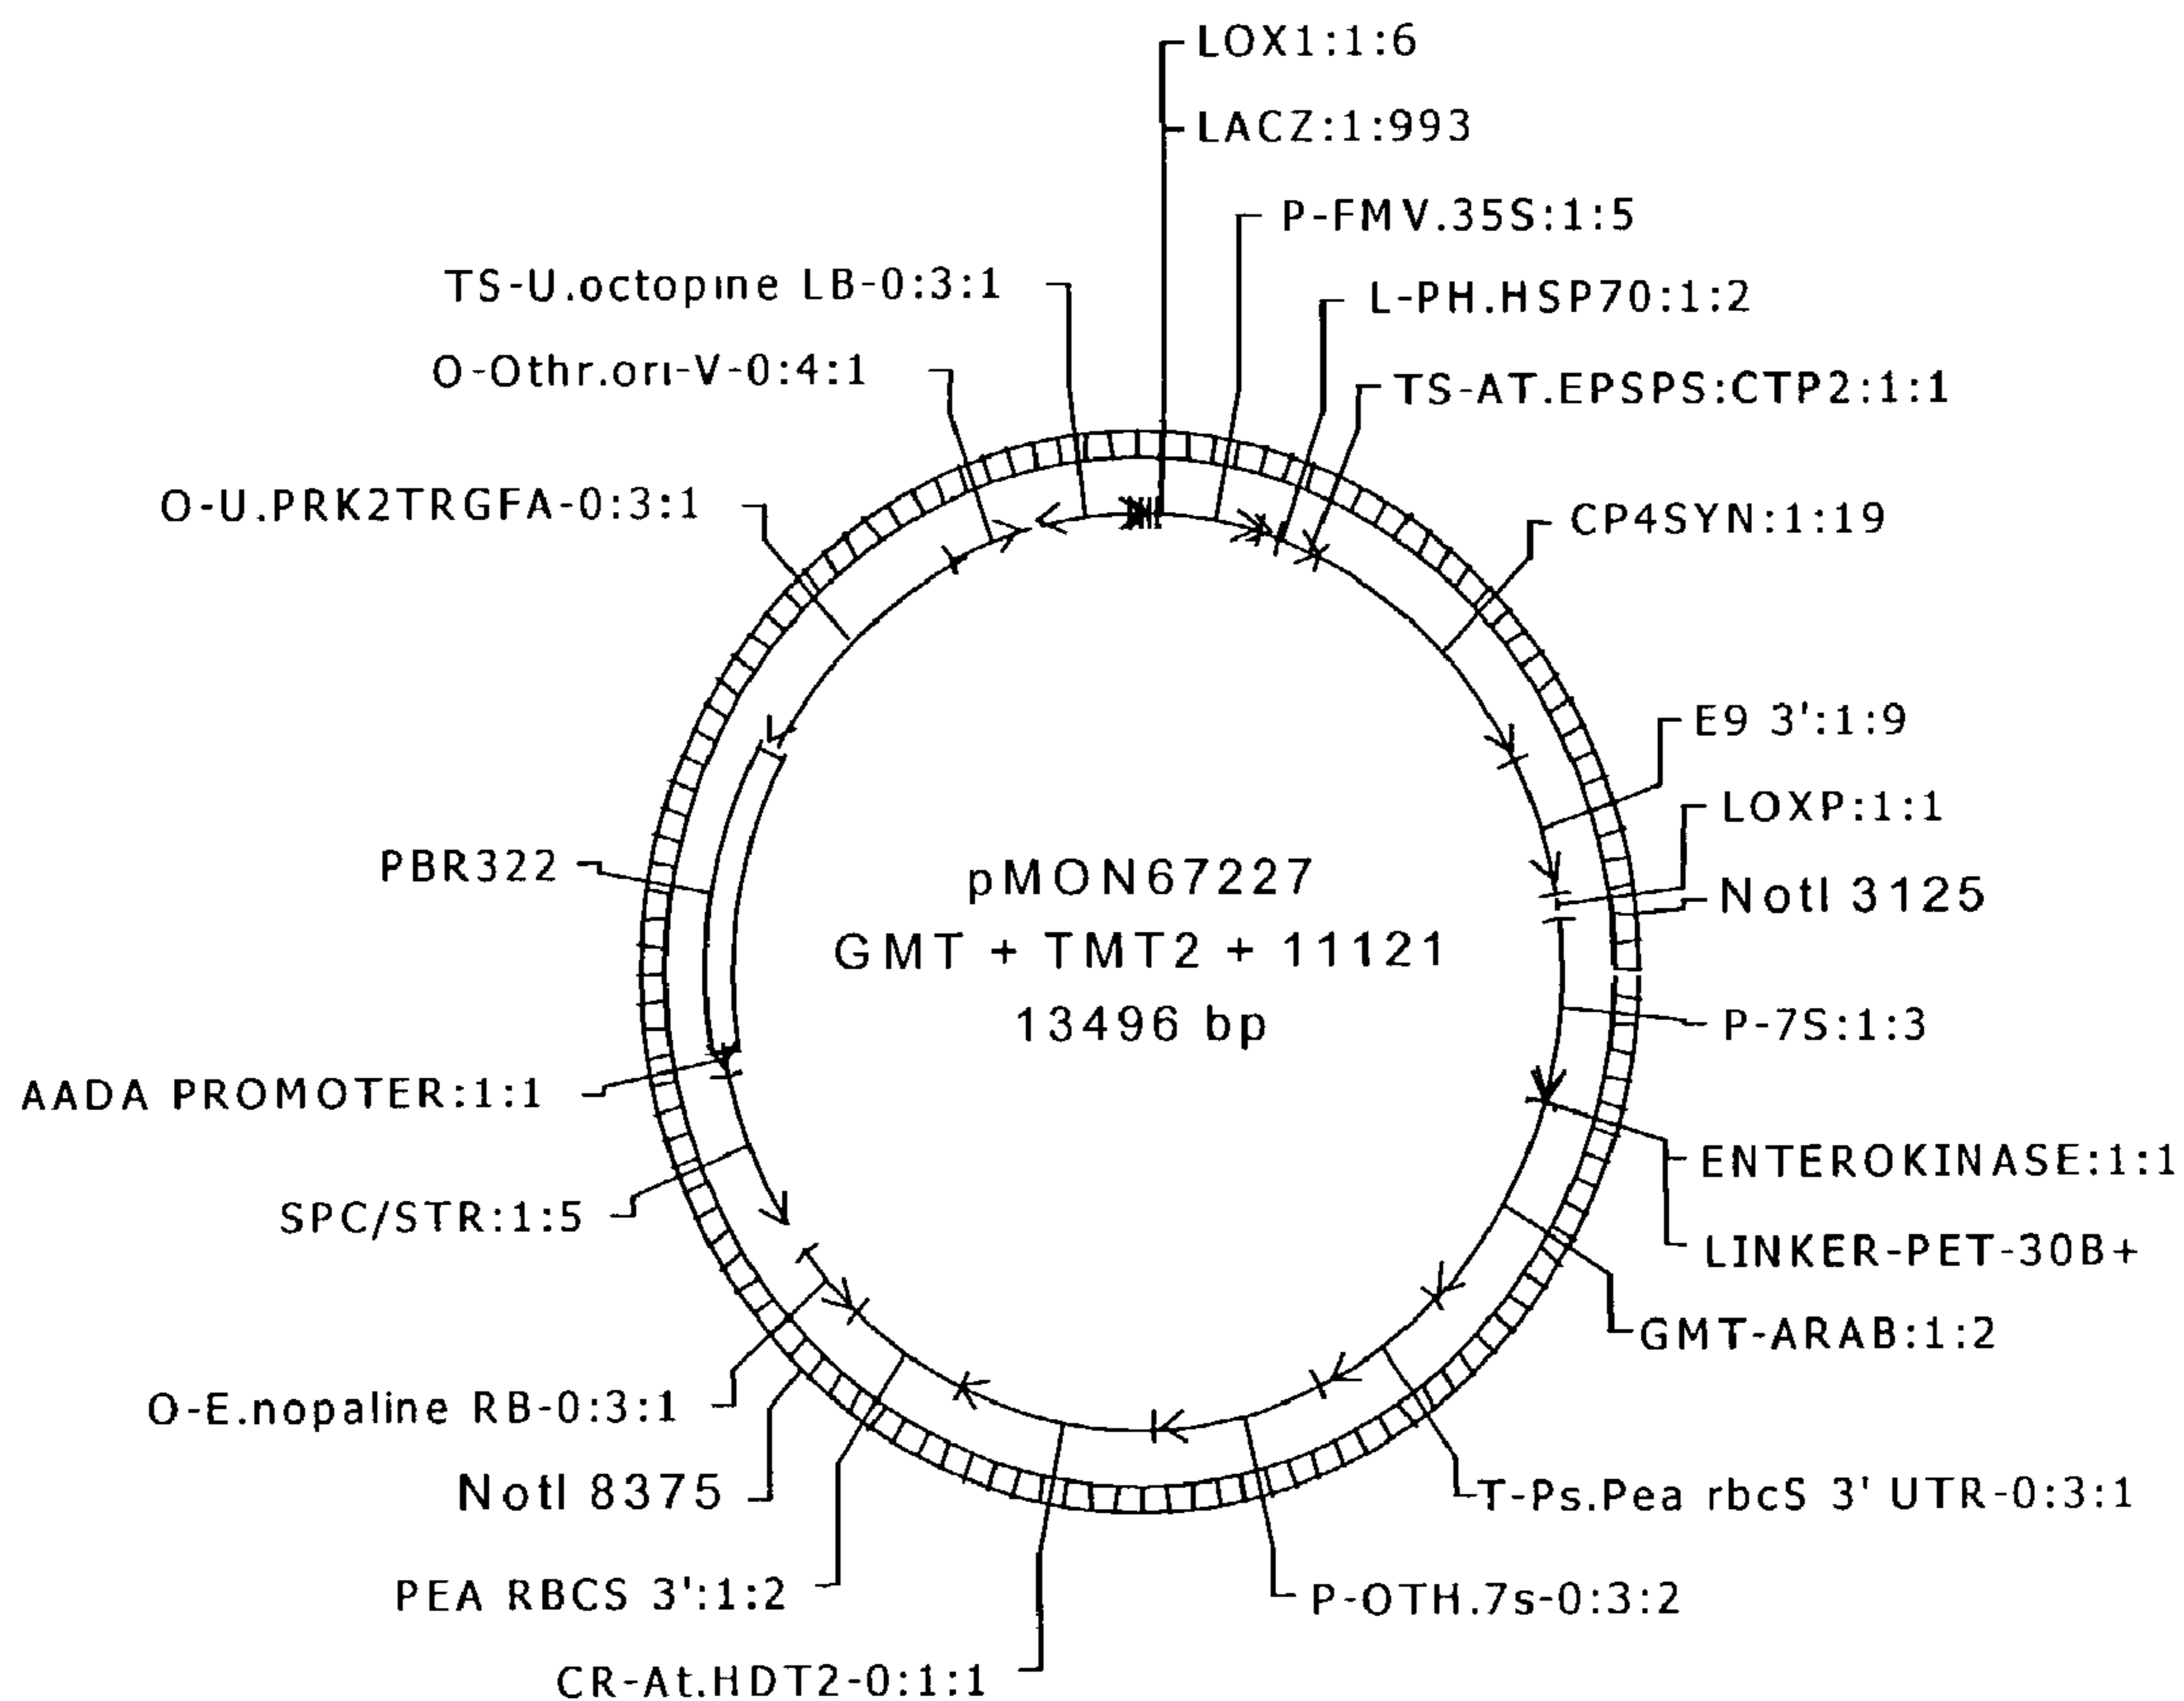 LOX1:1:6
LACZ:1:993
P-FMV.35S:1:5
TS-U.octopine LB-0:3:1
L-PH.HSP70:1:2
O-Othr.ori-V-0:4:1
TS-AT.EPSPS:CTP2:1:1
O-U.PRK2TRGFA-0:3:1
CP4SYN:1:19
E9 3':1:9
LOXP:1:1
PBR322
pMON67227
NotI 3125
GMT + TMT2 + 11121
13496 bp
P-7S:1:3
AADA PROMOTER:1:1
ENTEROKINASE:1:1
SPC/STR:1:5
LINKER-PET-30B+
GMT-ARAB:1:2
O-E.nopaline RB-0:3:1
NotI 8375
T-Ps.Pea rbcS 3' UTR-0:3:1
PEA RBCS 3':1:2
P-OTH.7s-0:3:2
CR-At.HDT2-0:1:1